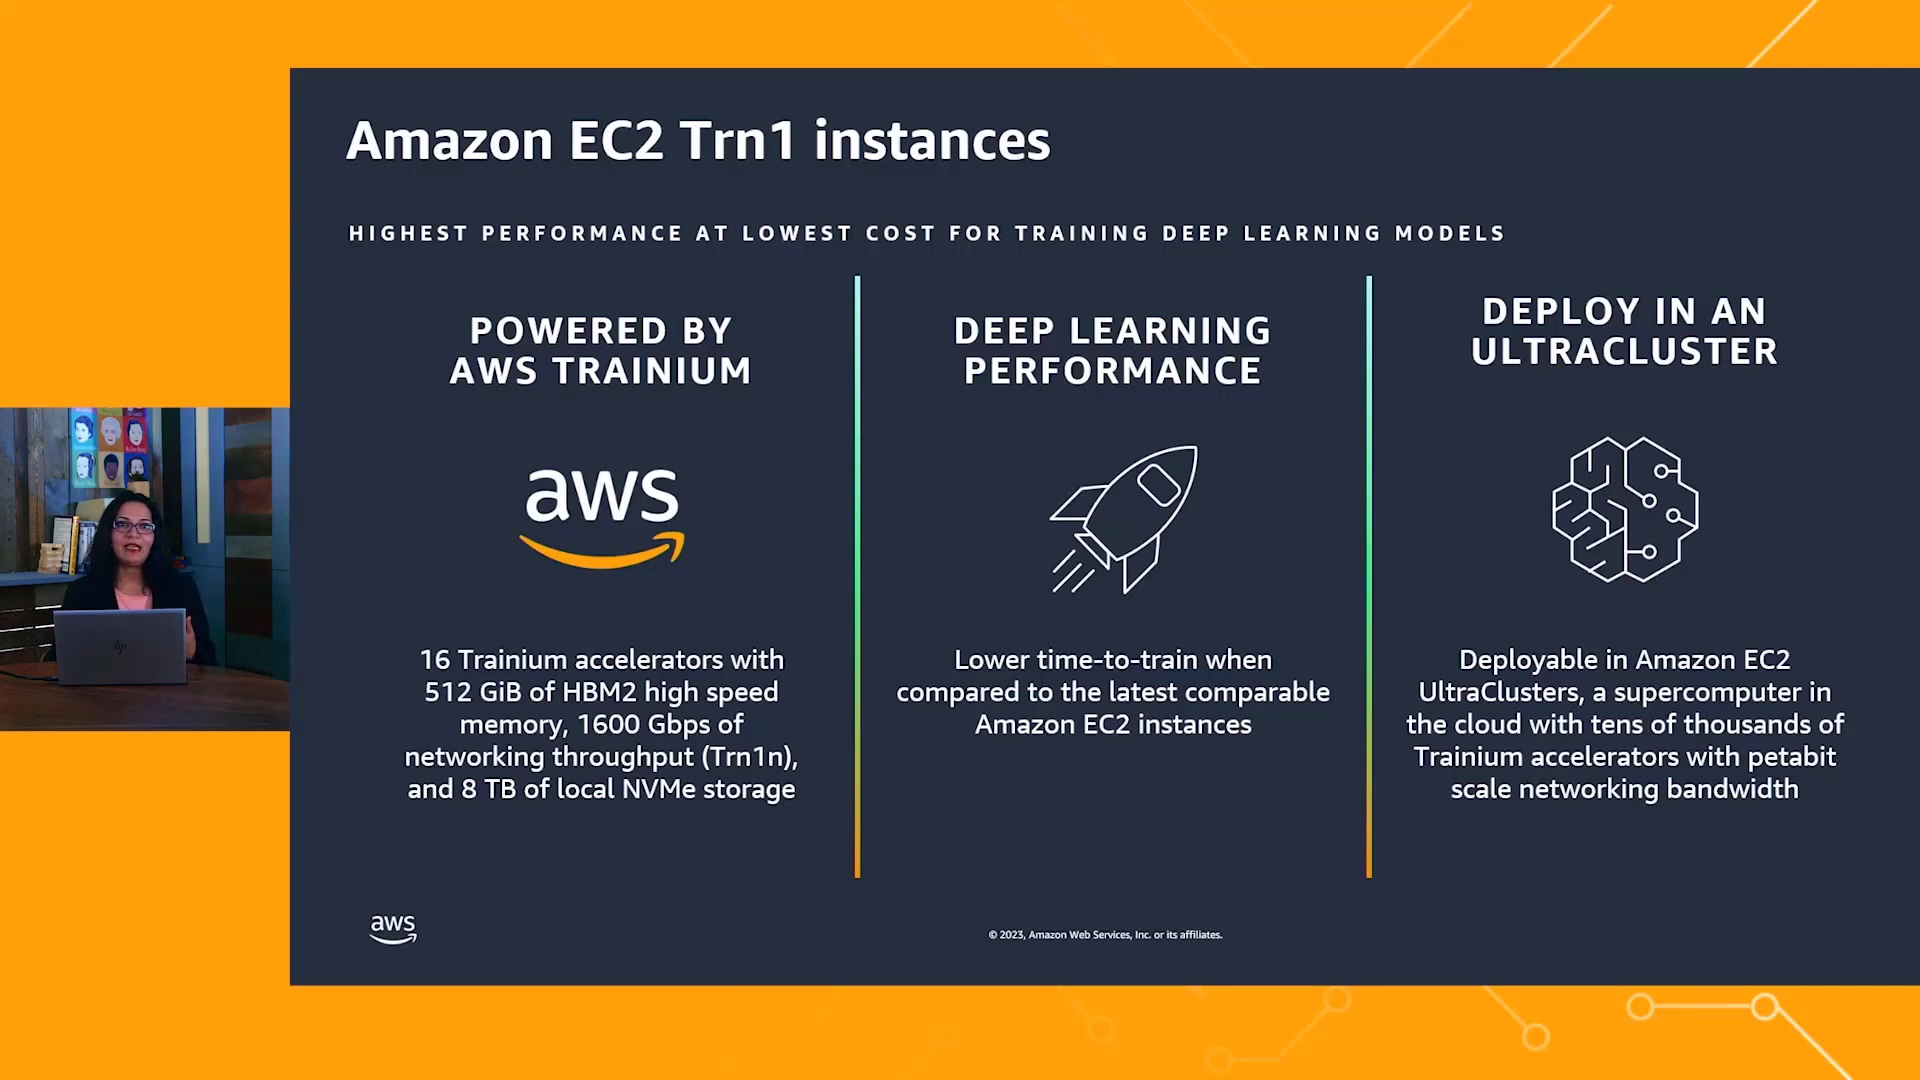 Amazon EC2 Trn1 instances
HIGHEST PERFORMANCE AT LOWEST COST FOR TRAINING DEEP LEARNING MODELS
POWERED BY
AWS TRAINIUM
aws
16 Trainium accelerators with
512 GiB of HBM2 high speed
memory, 1600 Gbps of
networking throughput (Trn1n),
and 8 TB of local NVMe storage
DEEP LEARNING
PERFORMANCE
Lower time-to-train when
compared to the latest comparable
Amazon EC2 instances
DEPLOY IN AN
ULTRACLUSTER
Deployable in Amazon EC2
UltraClusters, a supercomputer in
the cloud with tens of thousands of
Trainium accelerators with petabit
scale networking bandwidth
hp
aws
© 2023, Amazon Web Services, Inc. or its affiliates.